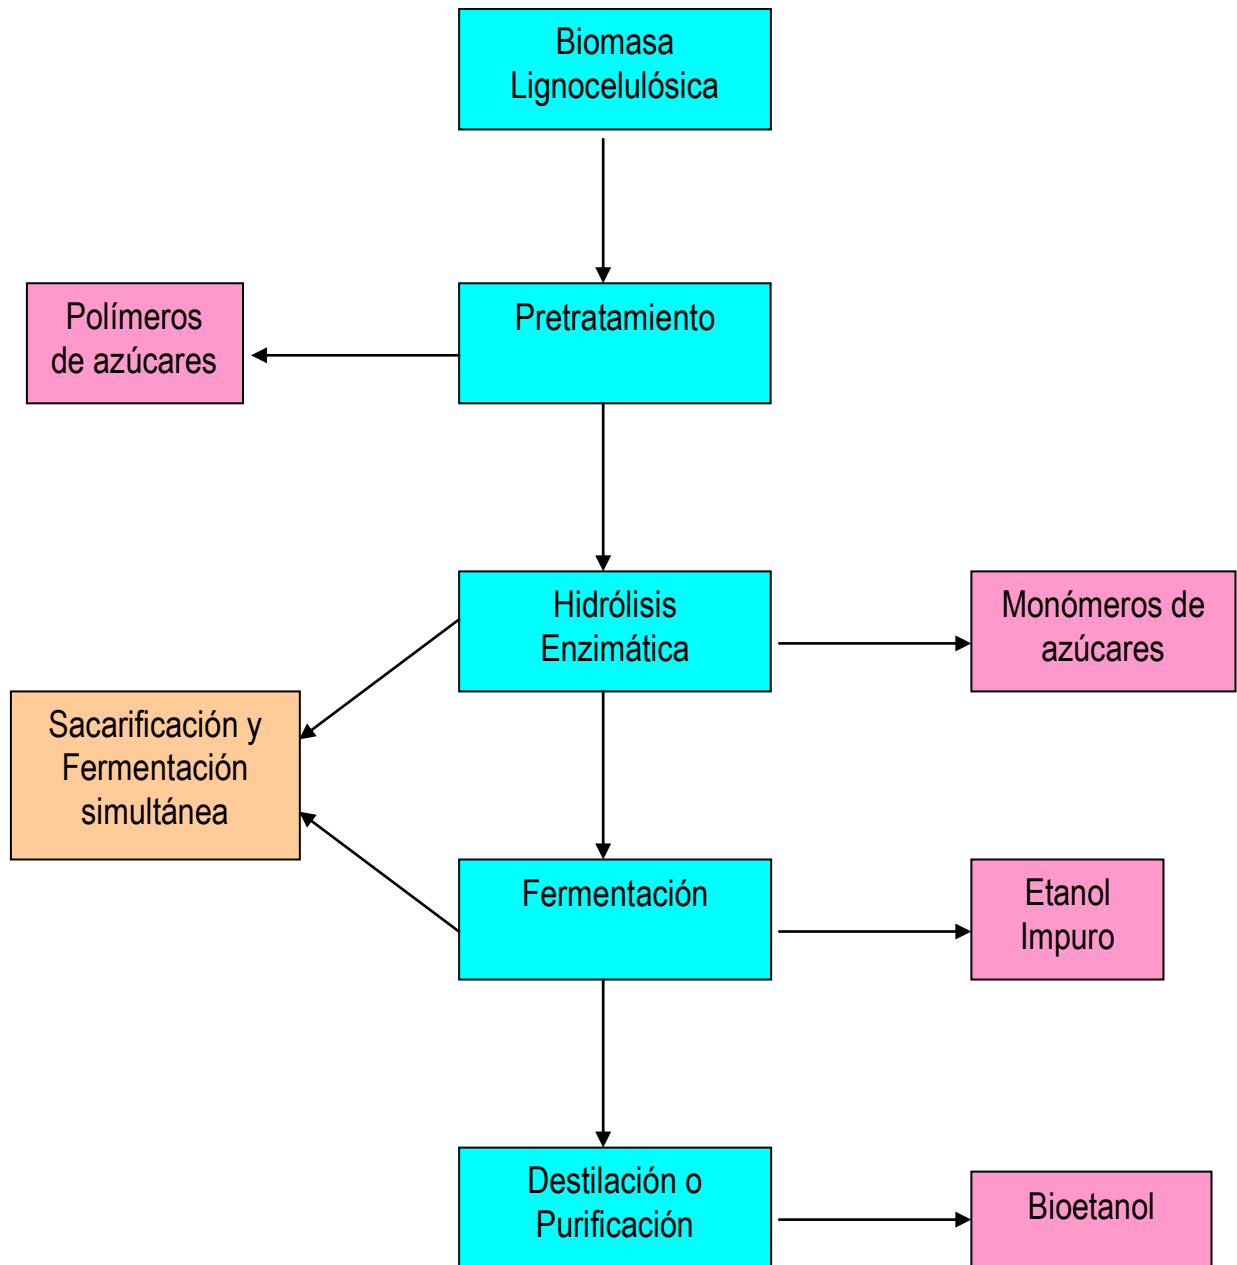 Biomasa
Lignocelulósica
Polímeros
de azúcares
Pretratamiento
Hidrólisis
Enzimática
Monómeros de
azúcares
Sacarificación y
Fermentación
simultánea
Fermentación
Etanol
Impuro
Destilación o
Purificación
Bioetanol